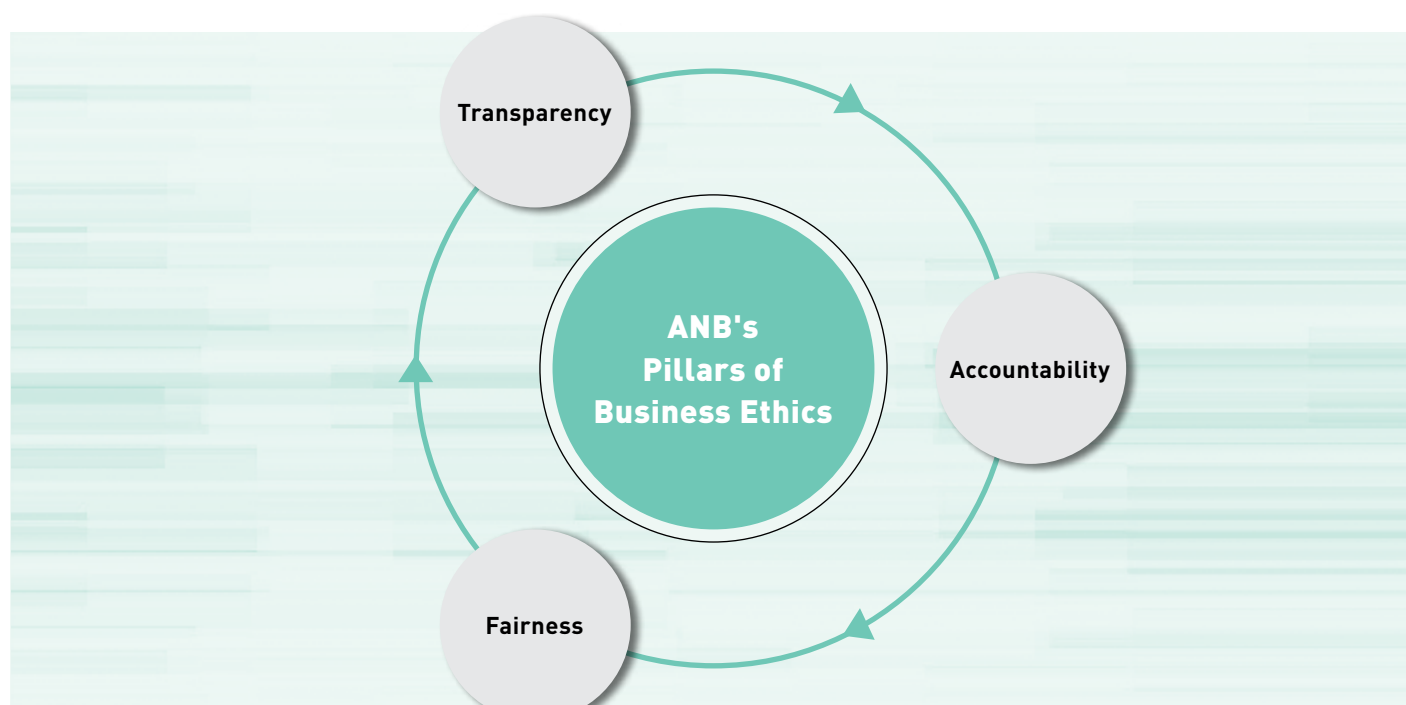 Transparency
ANB's
Pillars of
Business Ethics
Accountability
Fairness